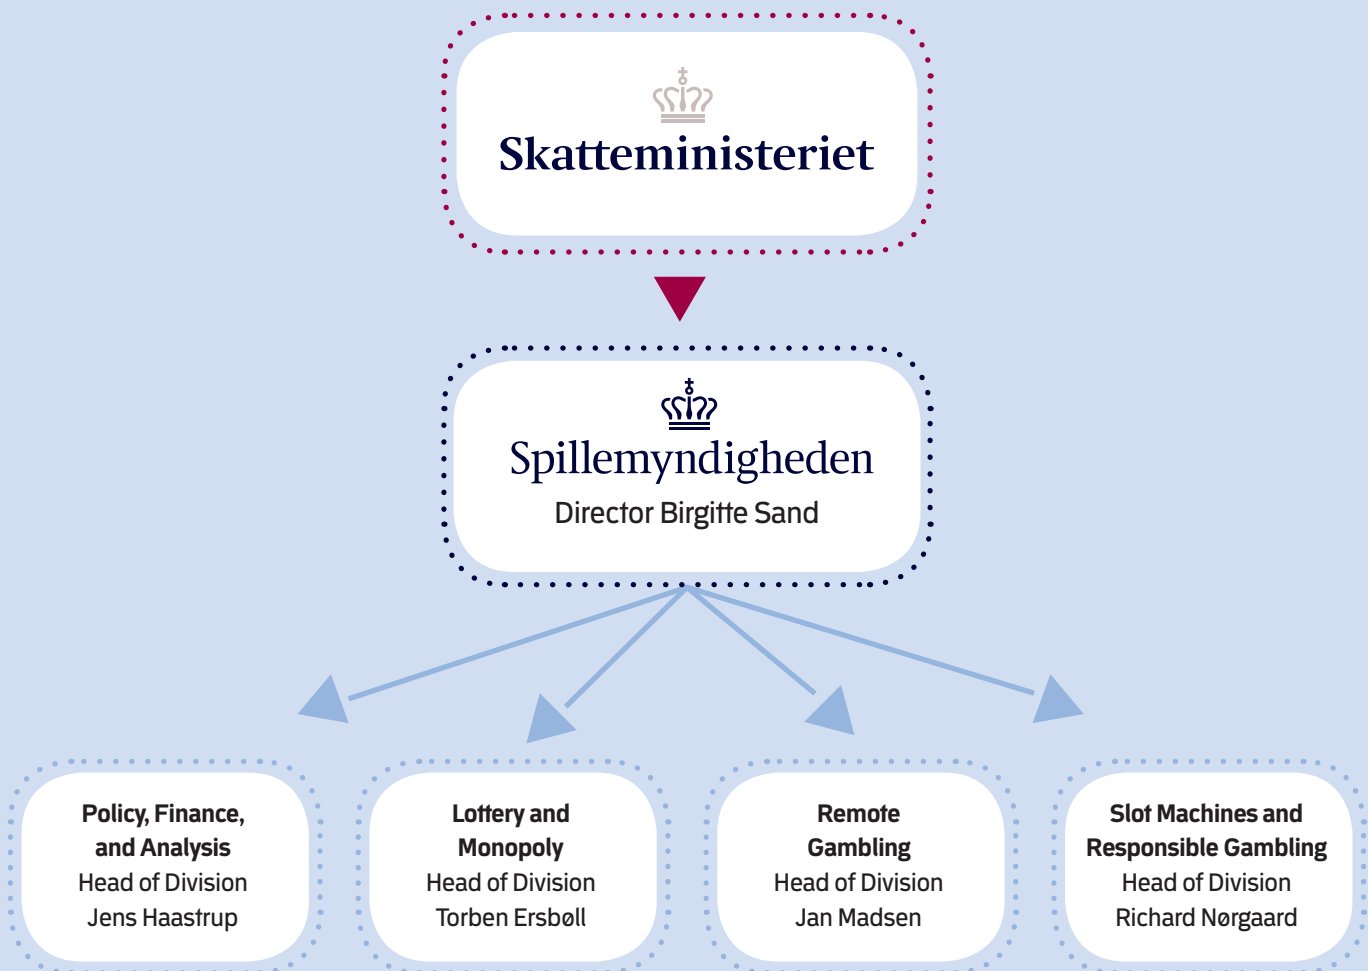 Skatteministeriet
Spillemyndigheden
Director Birgitte Sand
Policy, Finance,
and Analysis
Head of Division
Jens Haastrup
Lottery and
Monopoly
Head of Division
Torben Ersbøll
Remote
Gambling
Head of Division
Jan Madsen
Slot Machines and
Responsible Gambling
Head of Division
Richard Nørgaard